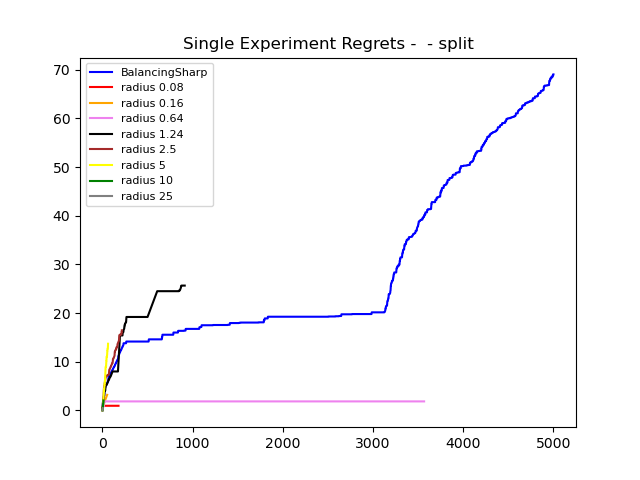 Single Experiment Regrets -  - split
BalancingSharp
radius 0.08
radius 0.16
radius 0.64
radius 1.24
radius 2.5
radius 5
radius 10
radius 25
70
60
50
40
30
20
10
0
0 1000 2000 3000 4000 5000